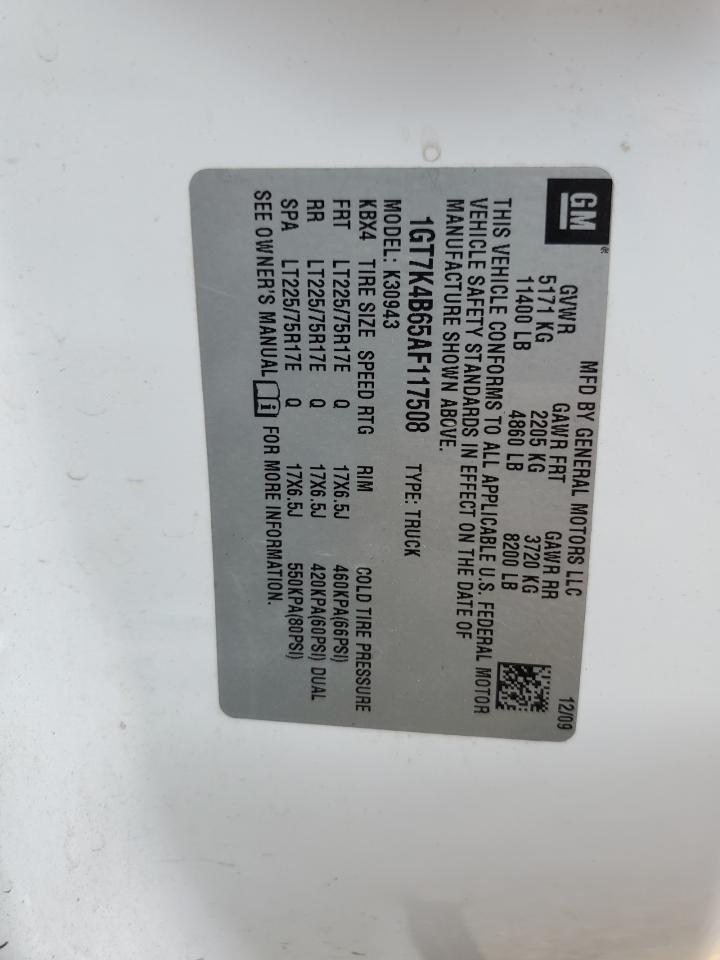 GM®
MFD BY GENERAL MOTORS LLC 12/09
GVWR GAWR FRT GAWR RR
5171 KG 2205 KG 3720 KG
11400 LB 4860 LB 8200 LB
THIS VEHICLE CONFORMS TO ALL APPLICABLE U.S. FEDERAL MOTOR
VEHICLE SAFETY STANDARDS IN EFFECT ON THE DATE OF
MANUFACTURE SHOWN ABOVE.
1GT7K4B65AF117508 TYPE: TRUCK
MODEL: K30943
KBX4 TIRE SIZE SPEED RTG RIM COLD TIRE PRESSURE
FRT LT225/75R17E Q 17X6.5J 460KPA(66PSI)
RR LT225/75R17E Q 17X6.5J 420KPA(60PSI) DUAL
SPA LT225/75R17E Q 17X6.5J 550KPA(80PSI)
SEE OWNER'S MANUAL i FOR MORE INFORMATION.